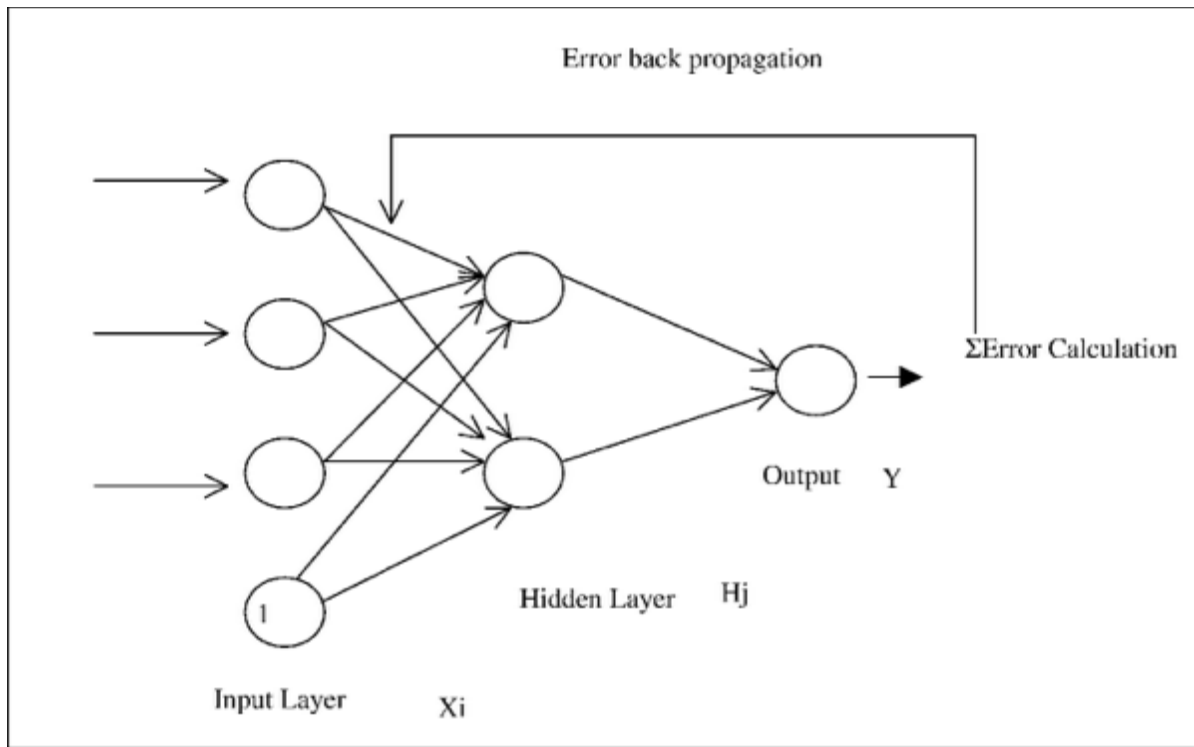 Error back propagation
ΣError Calculation
Output Y
Hidden Layer Hj
1
Input Layer Xi